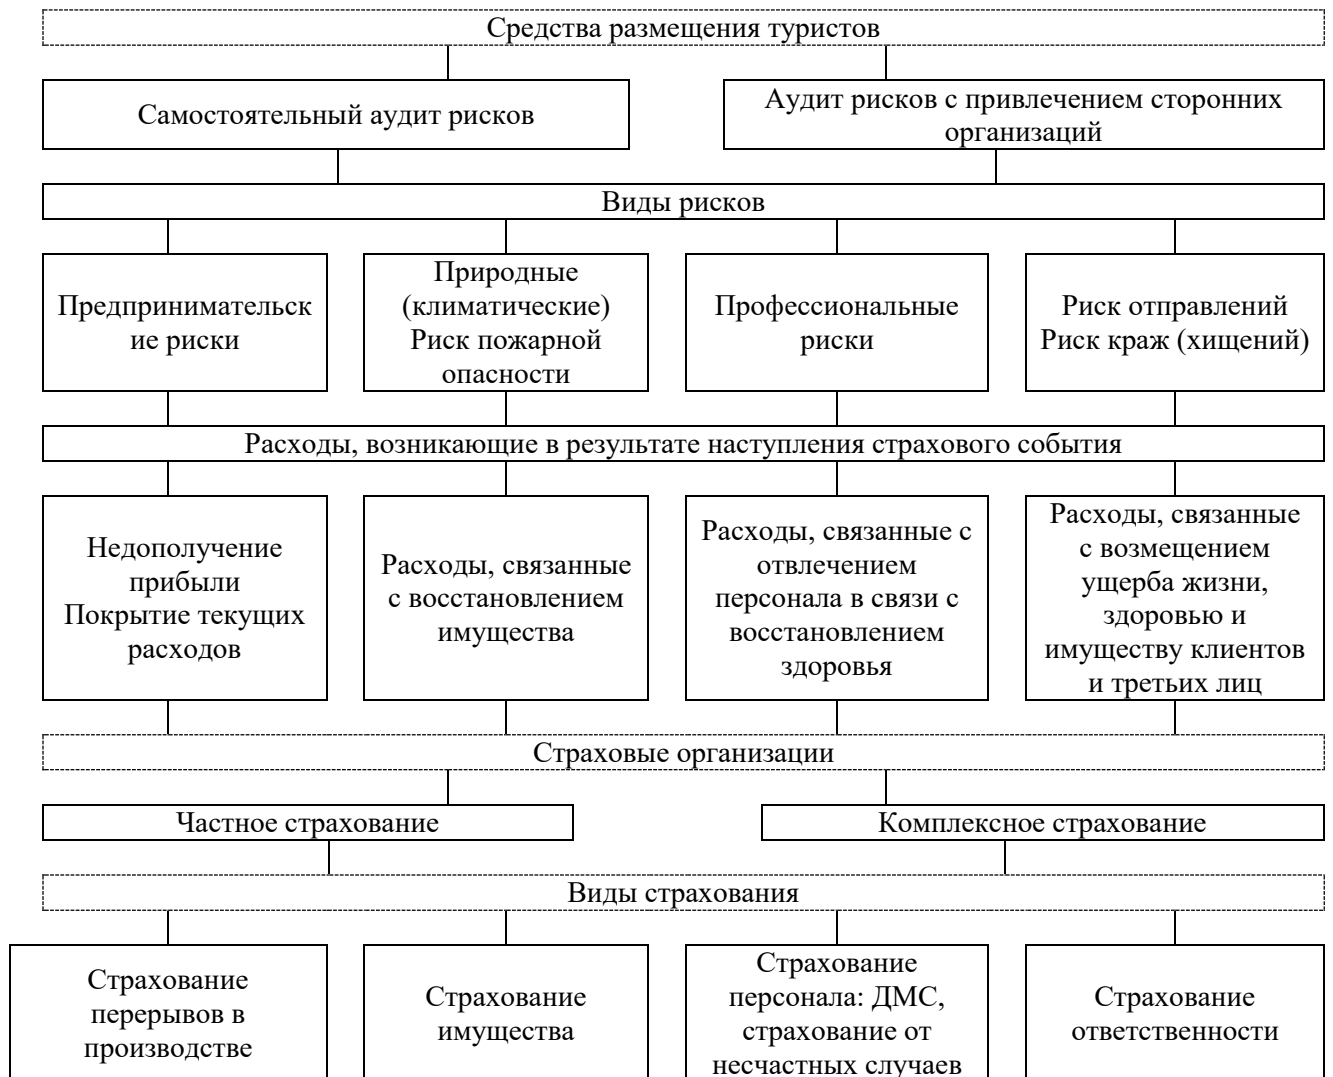 Средства размещения туристов
Самостоятельный аудит рисков
Аудит рисков с привлечением сторонних
организаций
Виды рисков
Предпринимательск
ие риски
Природные
(климатические)
Риск пожарной
опасности
Профессиональные
риски
Риск отправлений
Риск краж (хищений)
Расходы, возникающие в результате наступления страхового события
Недополучение
прибыли
Покрытие текущих
расходов
Расходы, связанные
с восстановлением
имущества
Расходы, связанные с
отвлечением
персонала в связи с
восстановлением
здоровья
Расходы, связанные
с возмещением
ущерба жизни,
здоровью и
имуществу клиентов
и третьих лиц
Страховые организации
Частное страхование
Комплексное страхование
Виды страхования
Страхование
перерывов в
производстве
Страхование
имущества
Страхование
персонала: ДМС,
страхование от
несчастных случаев
Страхование
ответственности